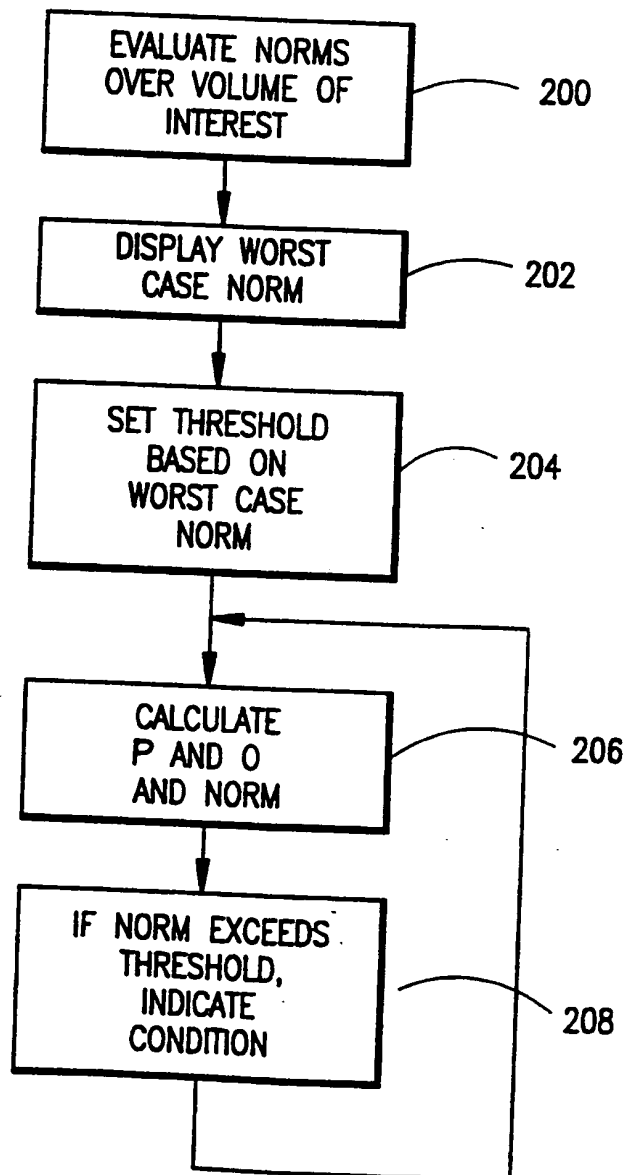 EVALUATE NORMS
OVER VOLUME OF
INTEREST
200
DISPLAY WORST
CASE NORM
202
SET THRESHOLD
BASED ON
WORST CASE
NORM
204
CALCULATE
P AND O
AND NORM
206
IF NORM EXCEEDS
THRESHOLD,
INDICATE
CONDITION
208